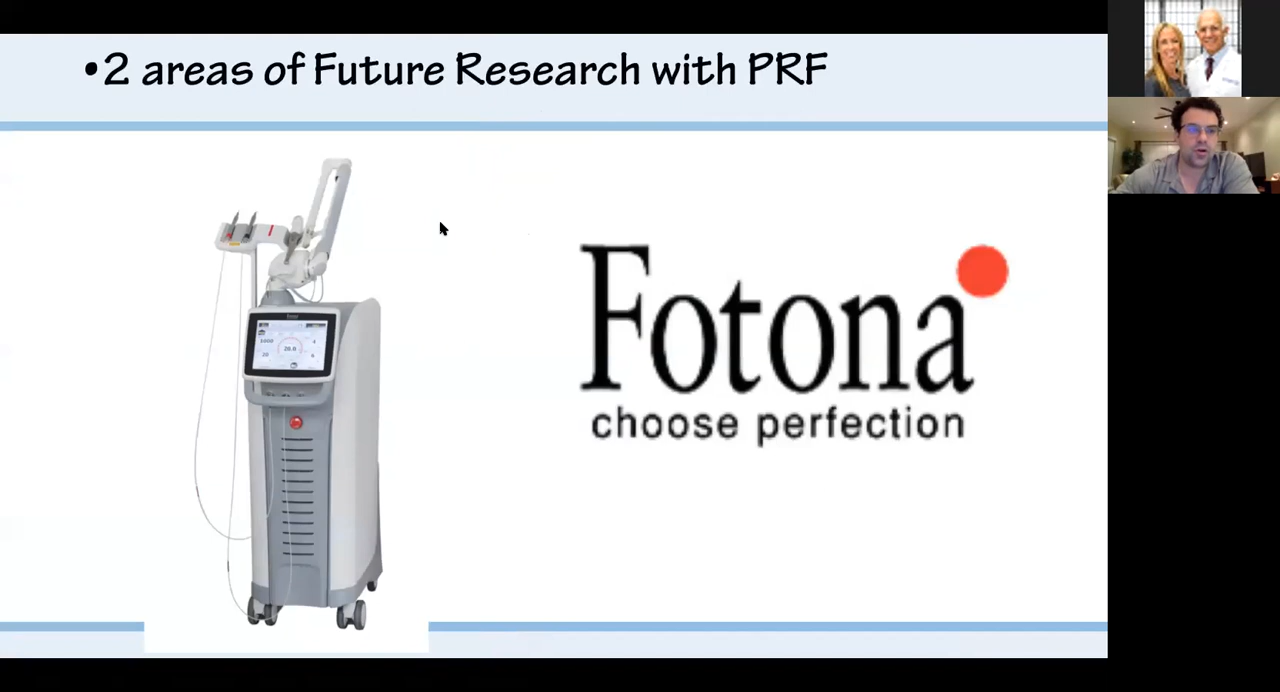 •2 areas of Future Research with PRF
Fotona
choose perfection